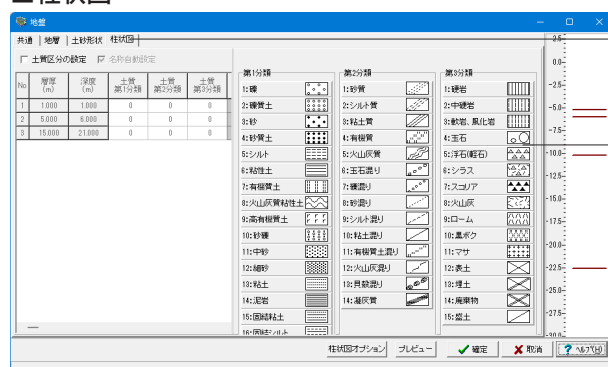 地盤
共通 地層 土砂形状 柱状図
土質区分の設定 名称自動設定
No 層厚(m) 深度(m) 土質第1分類 土質第2分類 土質第3分類
1 1.000 1.000 0 0 0
2 5.000 6.000 0 0 0
3 15.000 21.000 0 0 0
第1分類
1:礫
2:礫質土
3:砂
4:砂質土
5:シルト
6:粘性土
7:有機質土
8:火山灰質粘性土
9:高有機質土
10:砂礫
11:中砂
12:細砂
13:粘土
14:泥岩
15:固結粘土
16:固結シルト
第2分類
1:砂質
2:シルト質
3:粘土質
4:有機質
5:火山灰質
6:玉石混り
7:礫混り
8:砂混り
9:シルト混り
10:粘土混り
11:有機質土混り
12:火山灰混り
13:貝殻混り
14:凝灰質
第3分類
1:硬岩
2:中硬岩
3:軟岩、風化岩
4:玉石
5:浮石(軽石)
6:シラス
7:スコリア
8:火山灰
9:ローム
10:黒ボク
11:マサ
12:表土
13:埋土
14:廃棄物
15:盛土
2.5
0.0
-2.5
-5.0
-7.5
-10.0
-12.5
-15.0
-17.5
-20.0
-22.5
-25.0
-27.5
-30.0
柱状図オプション プレビュー 確定 取消 ヘルプ(H)